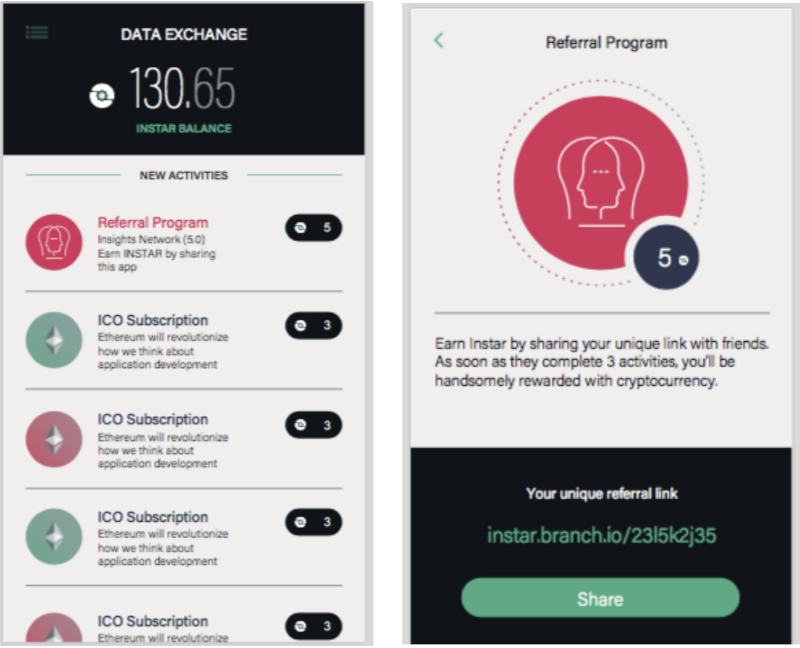 DATA EXCHANGE
130.65
INSTAR BALANCE
NEW ACTIVITIES
Referral Program
5
Insights Network (5.0)
Earn INSTAR by sharing
this app
ICO Subscription
3
Ethereum will revolutionize
how we think about
application development
ICO Subscription
3
Ethereum will revolutionize
how we think about
application development
ICO Subscription
3
Ethereum will revolutionize
how we think about
application development
ICO Subscription
3
Ethereum will revolutionize
Referral Program
5
Earn Instar by sharing your unique link with friends.
As soon as they complete 3 activities, you'll be
handsomely rewarded with cryptocurrency.
Your unique referral link
instar.branch.io/23l5k2j35
Share